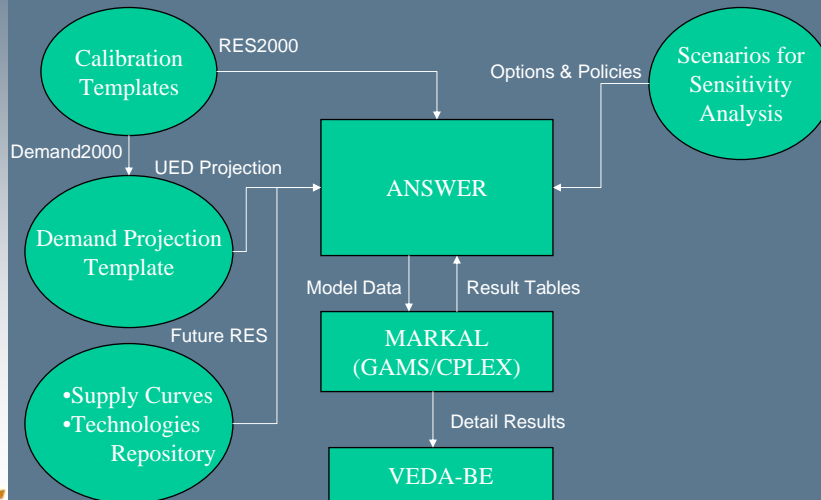 RES2000
Calibration
Templates
Options & Policies
Scenarios for
Sensitivity
Analysis
Demand2000
UED Projection
ANSWER
Demand Projection
Template
Model Data
Result Tables
Future RES
MARKAL
(GAMS/CPLEX)
•Supply Curves
•Technologies
Repository
Detail Results
VEDA-BE